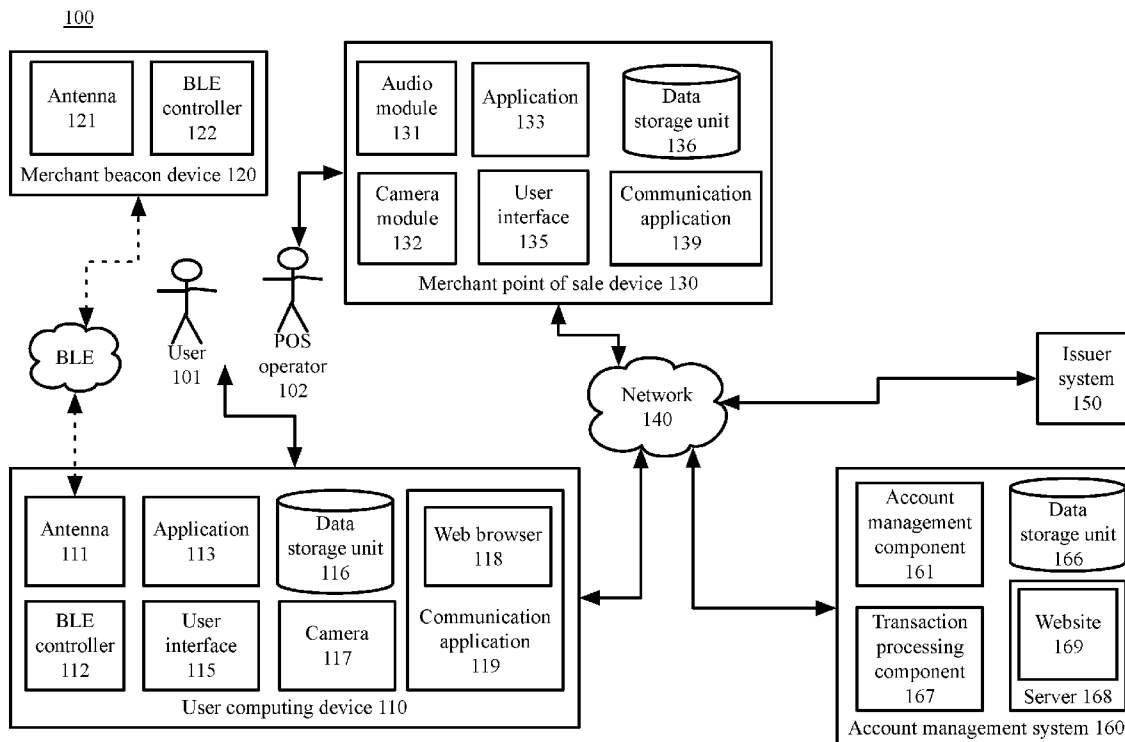 100
Antenna
121
BLE
controller
122
Merchant beacon device 120
Audio
module
131
Application
133
Data
storage unit
136
Camera
module
132
User
interface
135
Communication
application
139
Merchant point of sale device 130
BLE
User
101
POS
operator
102
Network
140
Issuer
system
150
Antenna
111
Application
113
Data
storage unit
116
Web browser
118
BLE
controller
112
User
interface
115
Camera
117
Communication
application
119
User computing device 110
Account
management
component
161
Data
storage unit
166
Transaction
processing
component
167
Website
169
Server 168
Account management system 160